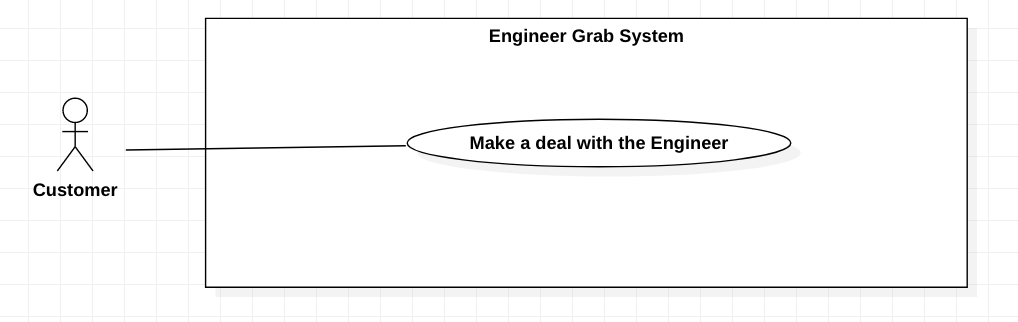 Engineer Grab System
Make a deal with the Engineer
Customer